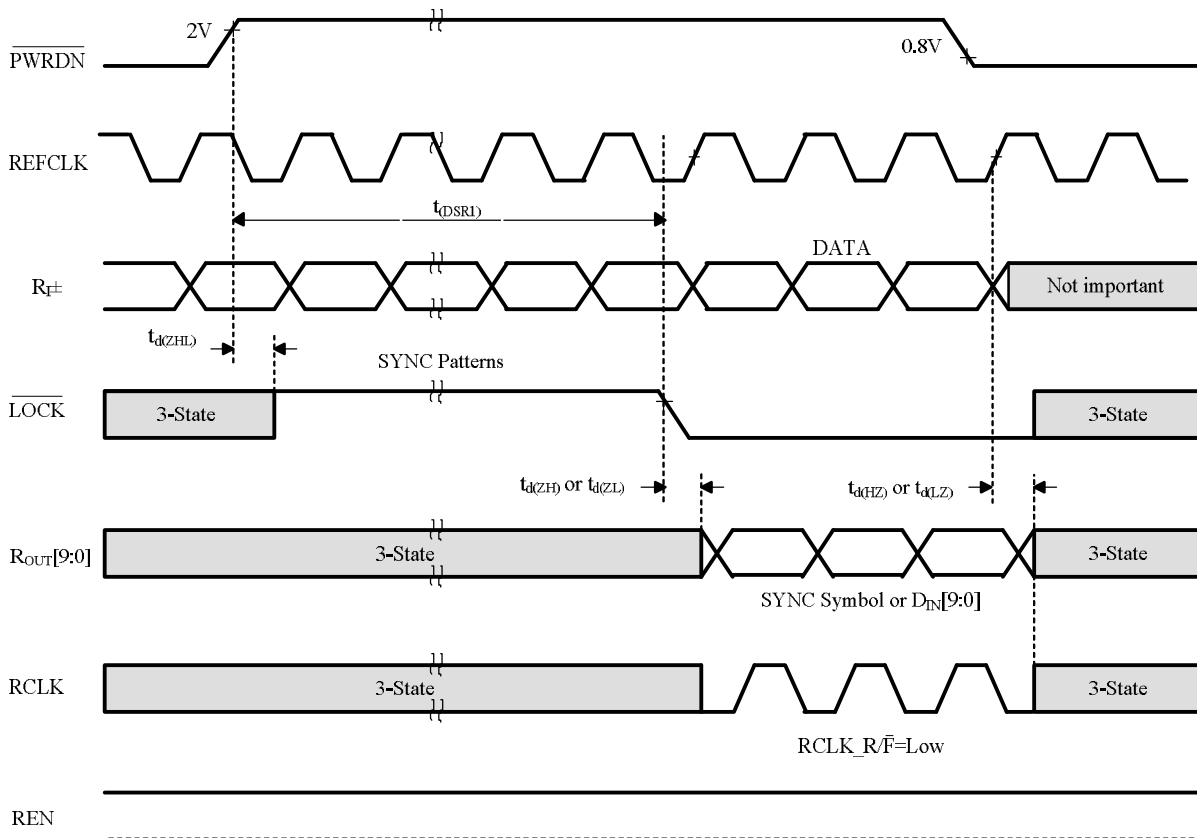 2V
0.8V
P̅W̅R̅D̅N̅
REFCLK
t(DSR1)
DATA
RI±
Not important
td(ZHL)
SYNC Patterns
L̅O̅C̅K̅
3-State
3-State
td(ZH) or td(ZL)
td(HZ) or td(LZ)
ROUT[9:0]
3-State
3-State
SYNC Symbol or DIN[9:0]
RCLK
3-State
3-State
RCLK_R/F̅=Low
REN